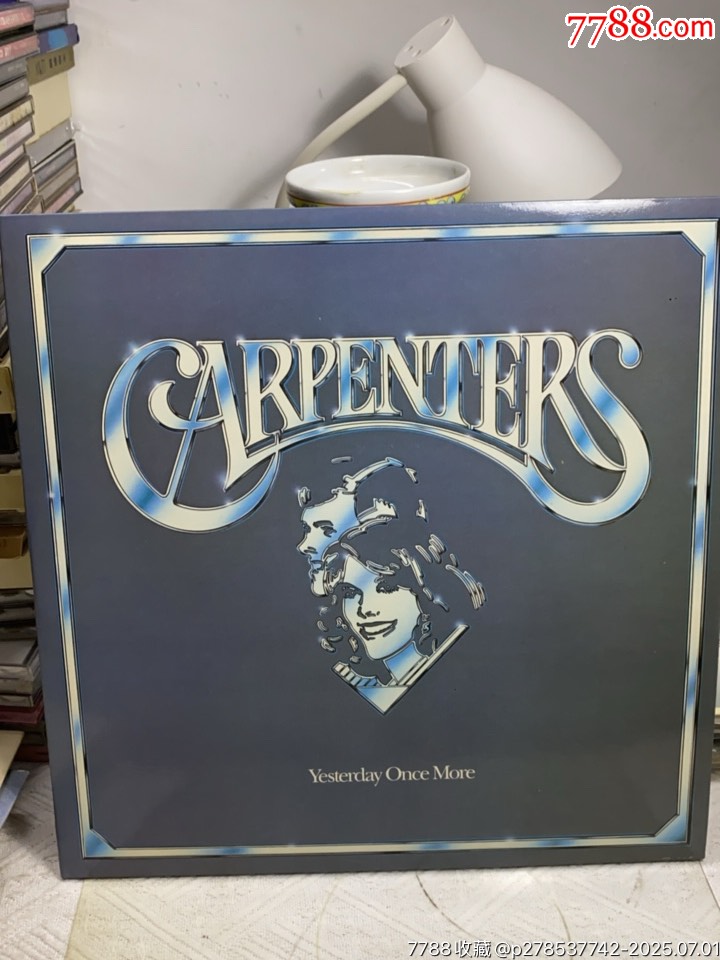 7788.com
CARPENTERS
Yesterday Once More
7788收藏 @p278537742-2025.07.01